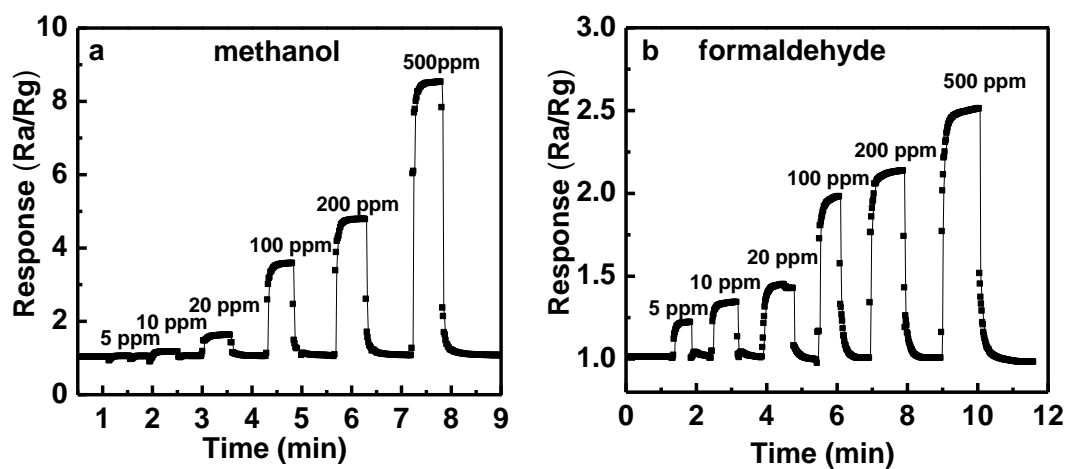 a methanol
Response (Ra/Rg)
10
8
6
4
2
0
5 ppm
10 ppm
20 ppm
100 ppm
200 ppm
500ppm
1 2 3 4 5 6 7 8 9
Time (min)
b formaldehyde
Response (Ra/Rg)
3.0
2.5
2.0
1.5
1.0
5 ppm
10 ppm
20 ppm
100 ppm
200 ppm
500 ppm
0 2 4 6 8 10 12
Time (min)